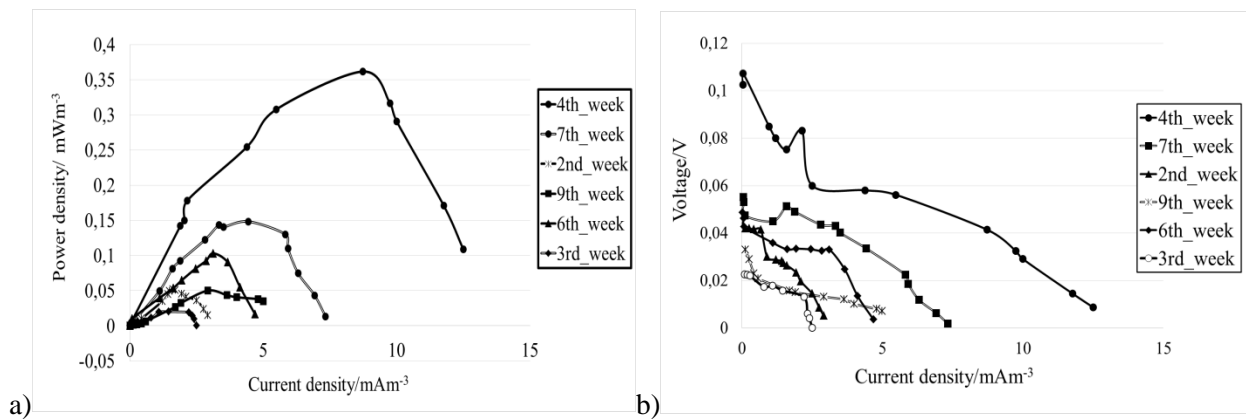 0,4
0,35
0,3
0,25
0,2
0,15
0,1
0,05
0
-0,05
Power density/ mWm-3
0 5 10 15
Current density/mAm-3
4th_week
7th_week
2nd_week
9th_week
6th_week
3rd_week
a)
0,12
0,1
0,08
0,06
0,04
0,02
0
Voltage/V
0 5 10 15
Current density/mAm-3
4th_week
7th_week
2nd_week
9th_week
6th_week
3rd_week
b)